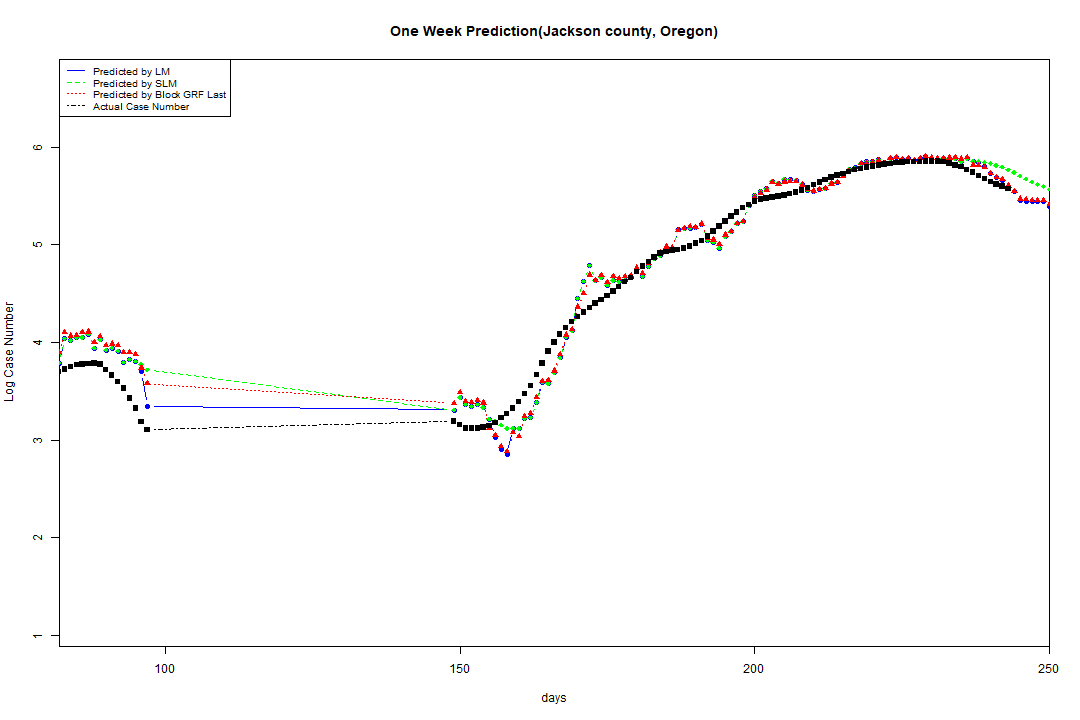 One Week Prediction(Jackson county, Oregon)
Predicted by LM
Predicted by SLM
Predicted by Block GRF Last
Actual Case Number
6
5
4
3
2
1
Log Case Number
100 150 200 250
days